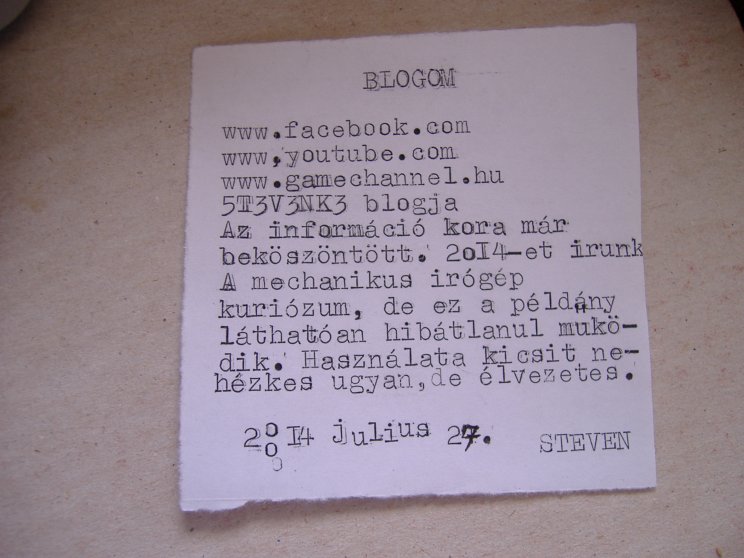 BLOGOM
www.facebook.com
www,youtube.com
www.gamechannel.hu
5T3V3NK3 blogja
Az információ kora már
beköszöntött. 2oI4-et irunk
A mechanikus irógép
kuriózum, de ez a példány
láthatóan hibátlanul mukö-
dik. Használata kicsit ne-
hézkes ugyan,de élvezetes.
2oI4 július 27. STEVEN